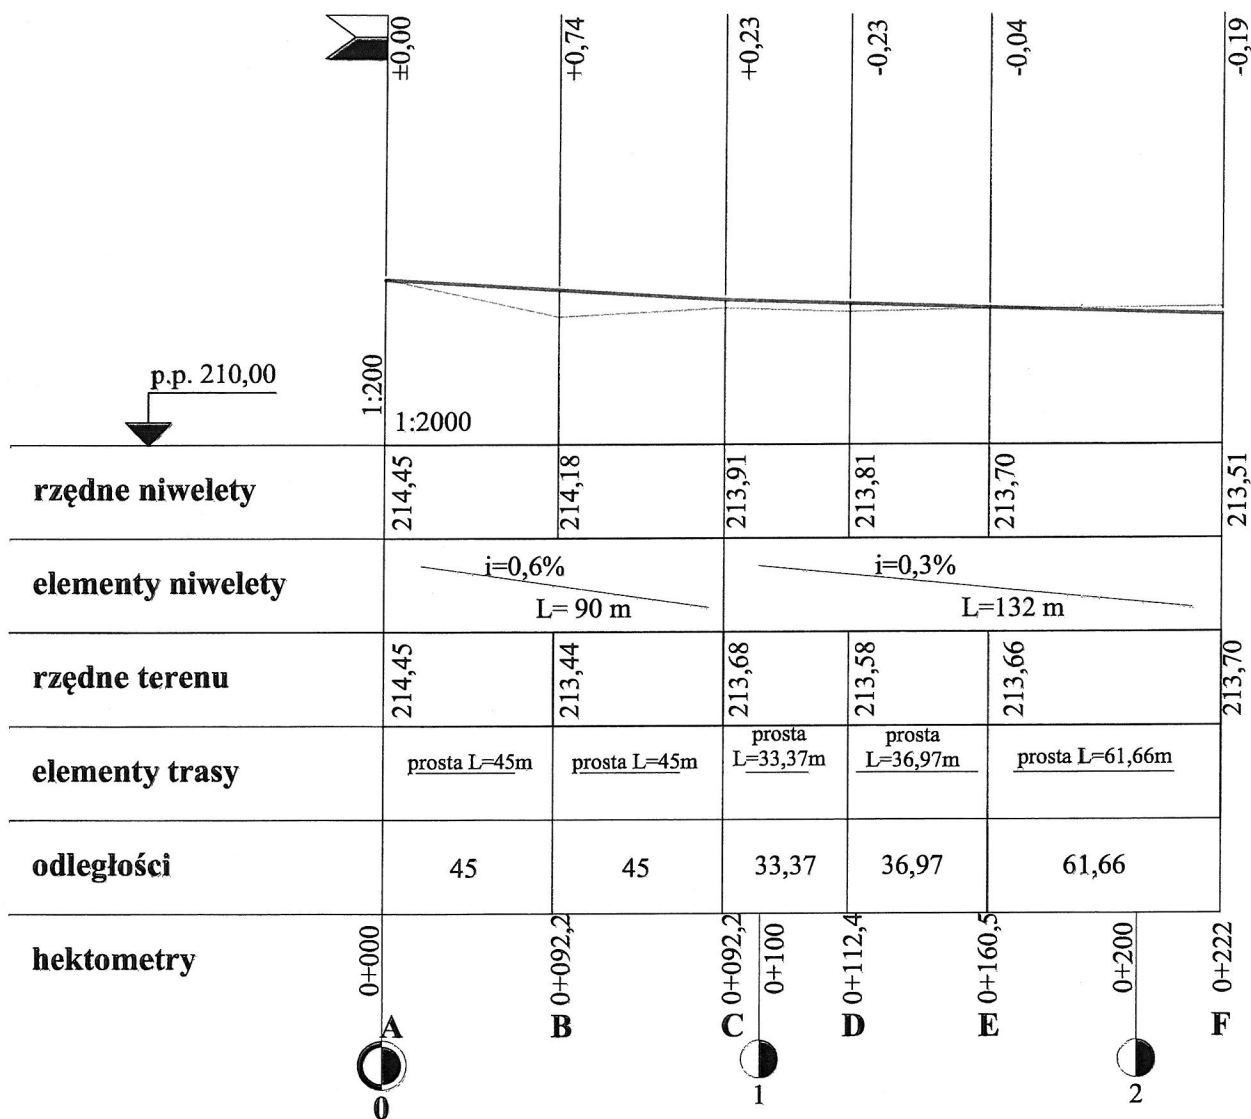 ±0,00 +0,74 +0,23 -0,23 -0,04 -0,19
p.p. 210,00
1:200
1:2000
rzędne niwelety 214,45 214,18 213,91 213,81 213,70 213,51
elementy niwelety i=0,6% L= 90 m i=0,3% L=132 m
rzędne terenu 214,45 213,44 213,68 213,58 213,66 213,70
elementy trasy prosta L=45m prosta L=45m prosta L=33,37m prosta L=36,97m prosta L=61,66m
odległości 45 45 33,37 36,97 61,66
hektometry 0+000 0+092,2 0+092,2 0+100 0+112,4 0+160,5 0+200 0+222
A B C D E F
0 1 2